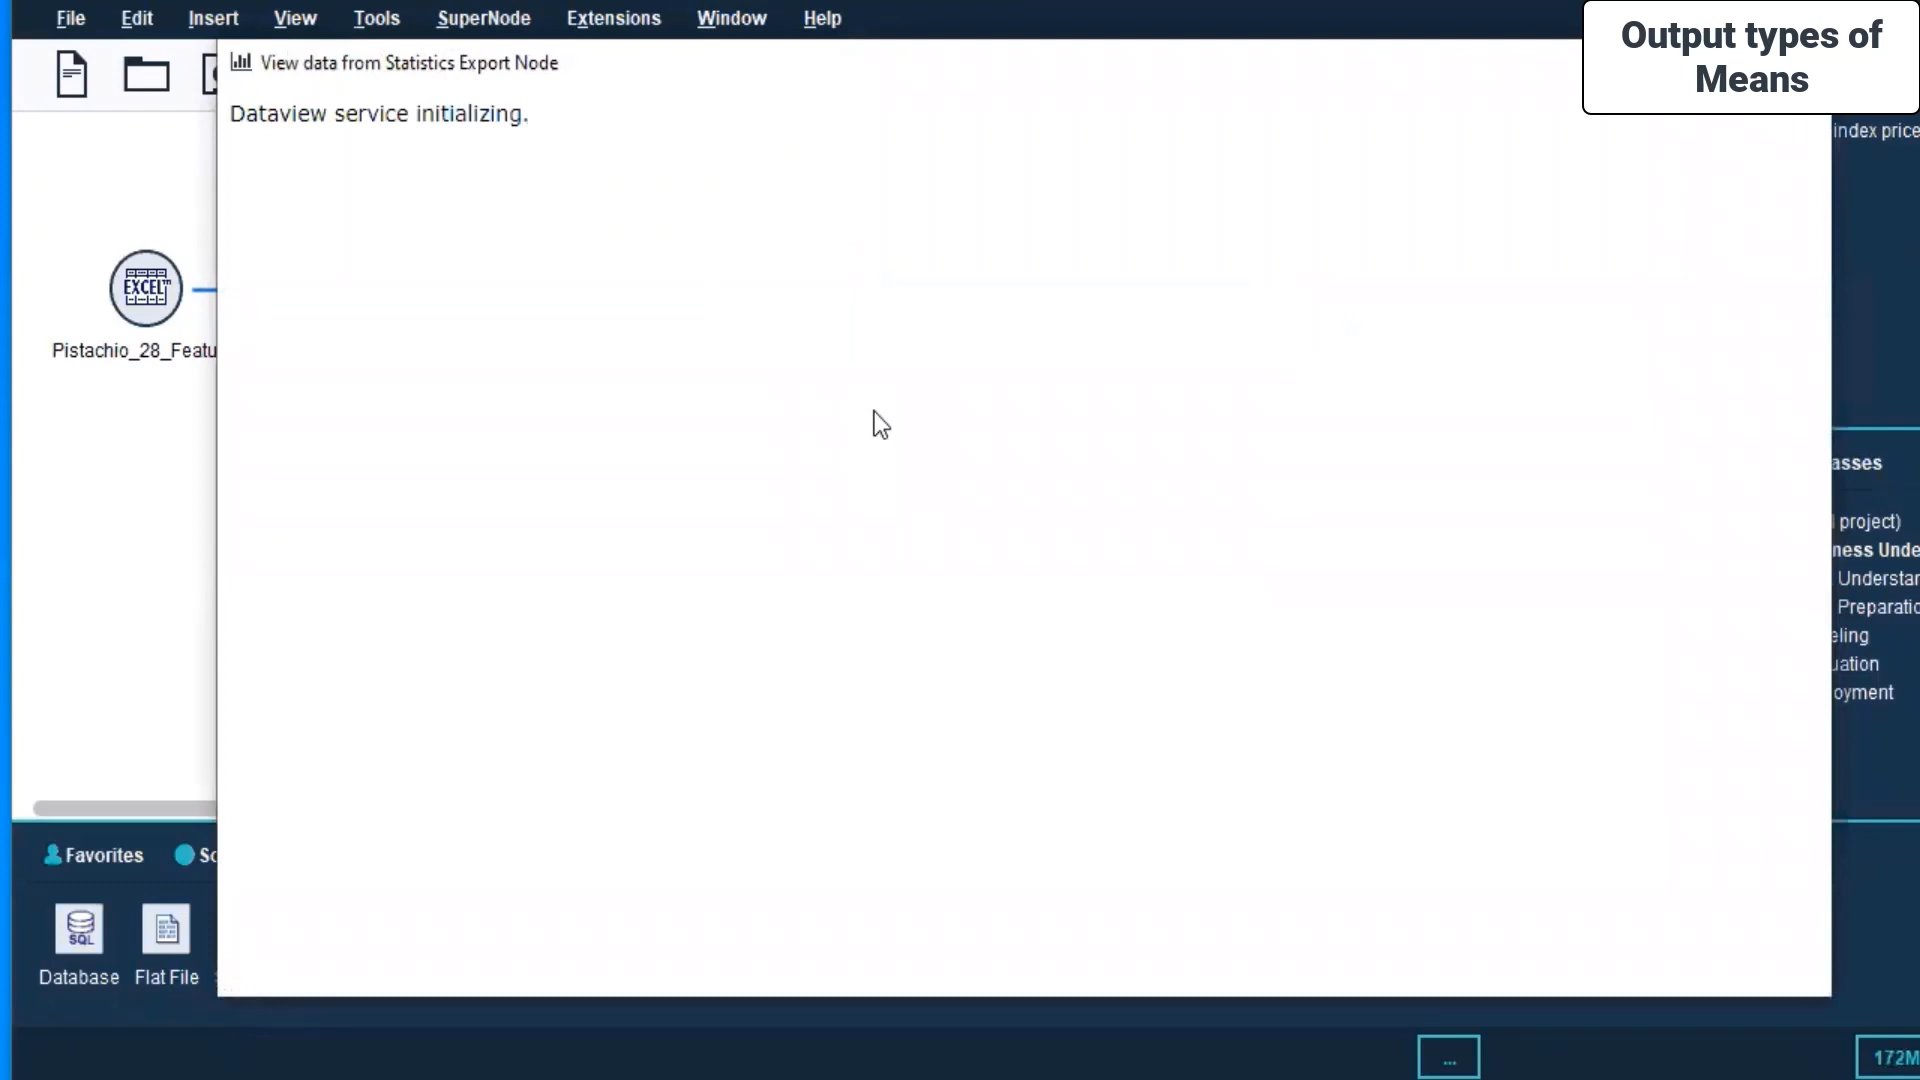 File Edit Insert View Tools SuperNode Extensions Window Help
Output types of
Means
View data from Statistics Export Node
Dataview service initializing.
index price
EXCEL
Pistachio_28_Featu
asses
project)
ness Unde
Understan
Preparatio
eling
uation
oyment
Favorites So
SQL
Database Flat File
...
172M